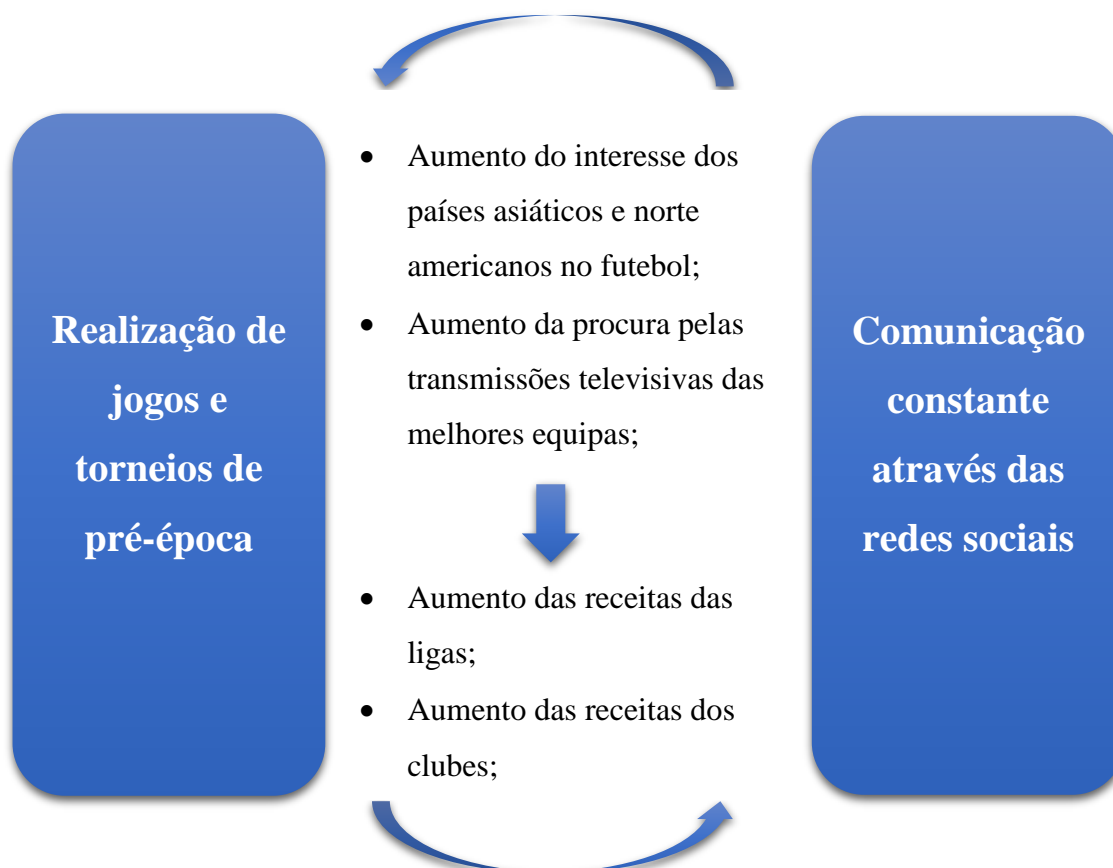 Realização de
jogos e
torneios de
pré-época
• Aumento do interesse dos
países asiáticos e norte
americanos no futebol;
• Aumento da procura pelas
transmissões televisivas das
melhores equipas;
• Aumento das receitas das
ligas;
• Aumento das receitas dos
clubes;
Comunicação
constante
através das
redes sociais